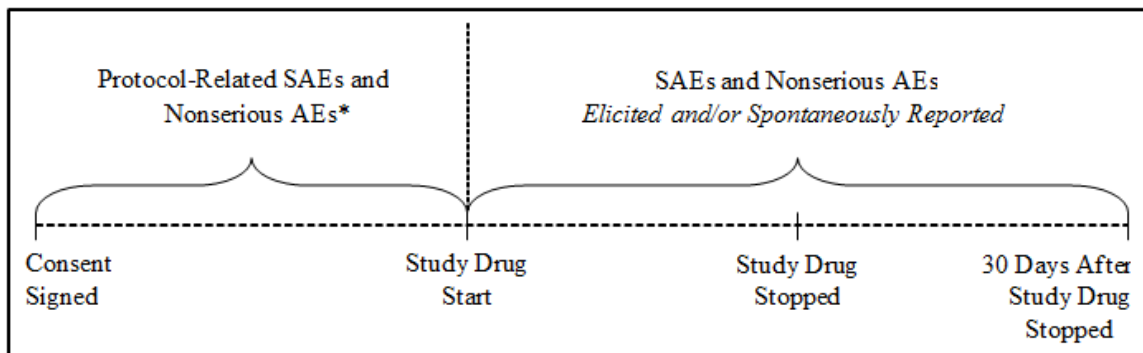 Protocol-Related SAEs and
Nonserious AEs*
SAEs and Nonserious AEs
Elicited and/or Spontaneously Reported
Consent
Signed
Study Drug
Start
Study Drug
Stopped
30 Days After
Study Drug
Stopped